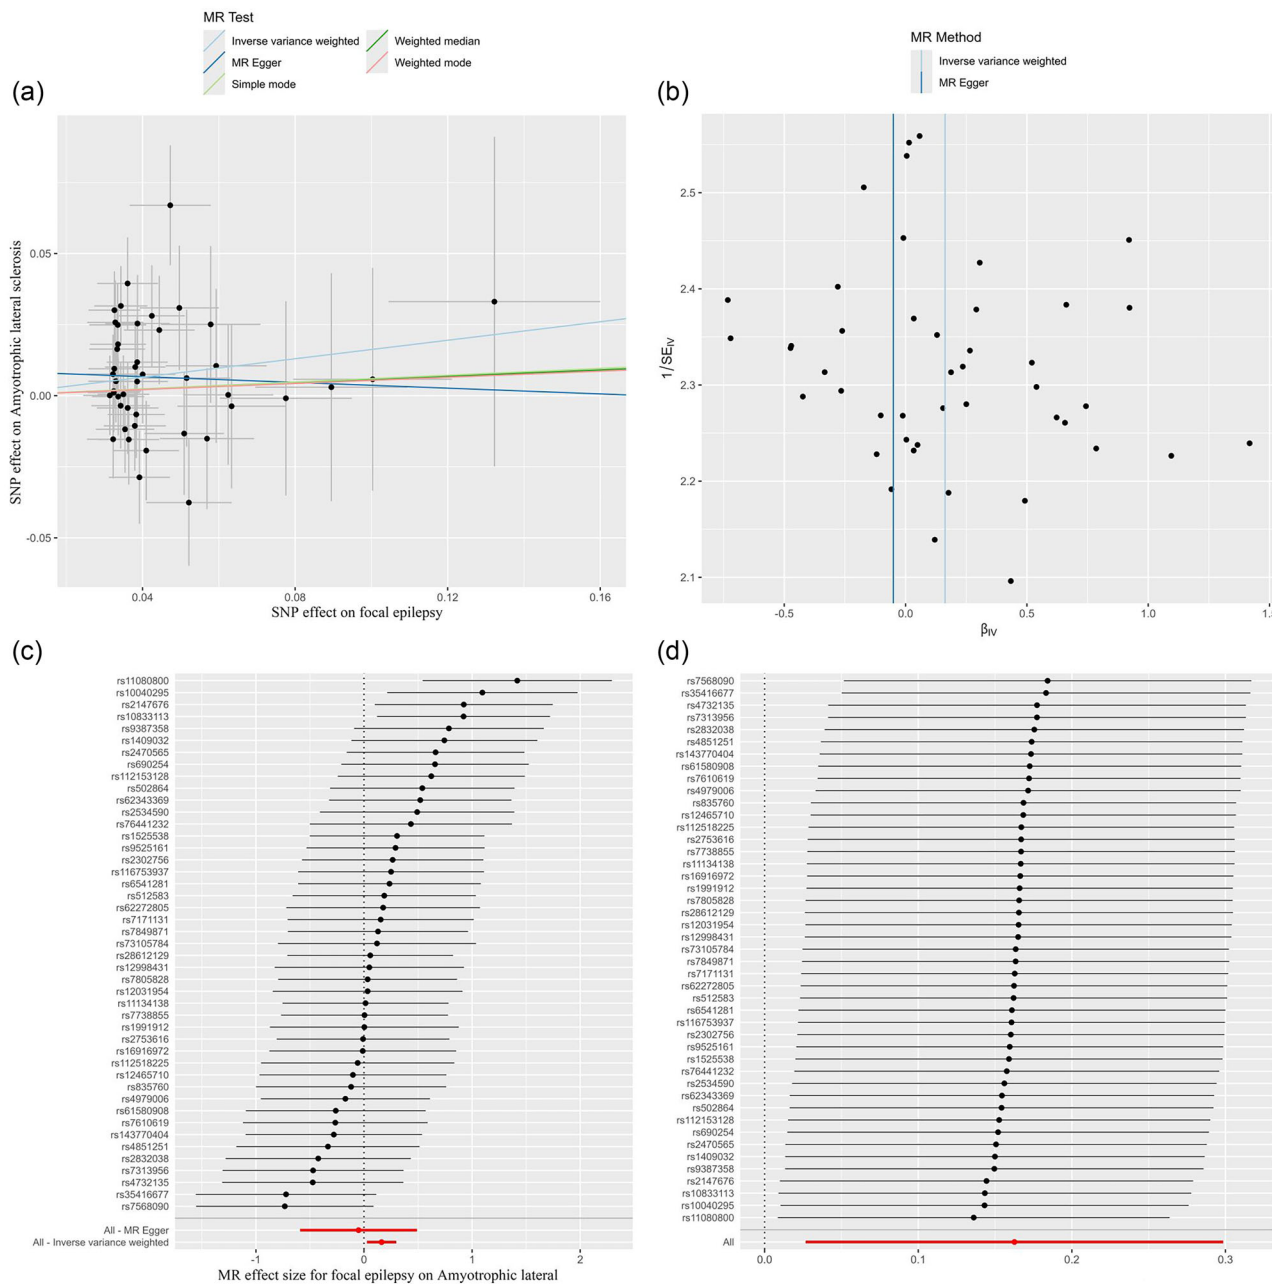 MR Test
Inverse variance weighted
Weighted median
MR Egger
Weighted mode
Simple mode
MR Method
Inverse variance weighted
MR Egger
(a)
(b)
SNP effect on Amyotrophic lateral sclerosis
0.05
0.00
-0.05
0.04
0.08
0.12
0.16
SNP effect on focal epilepsy
1/SE_IV
2.5
2.4
2.3
2.2
2.1
-0.5
0.0
0.5
1.0
1.5
β_IV
(c)
rs11080800
rs10040295
rs2147676
rs10833113
rs9387358
rs1409032
rs2470565
rs690254
rs112153128
rs502864
rs62343369
rs2534590
rs76441232
rs1525538
rs9525161
rs2302756
rs116753937
rs6541281
rs512583
rs62272805
rs7171131
rs7849871
rs73105784
rs28612129
rs12998431
rs7805828
rs12031954
rs11134138
rs7738855
rs1991912
rs2753616
rs16916972
rs112518225
rs12465710
rs835760
rs4979006
rs61580908
rs7610619
rs143770404
rs4851251
rs2832038
rs7313956
rs4732135
rs35416677
rs7568090
All - MR Egger
All - Inverse variance weighted
-1
0
1
2
MR effect size for focal epilepsy on Amyotrophic lateral
(d)
rs7568090
rs35416677
rs4732135
rs7313956
rs2832038
rs4851251
rs143770404
rs61580908
rs7610619
rs4979006
rs835760
rs12465710
rs112518225
rs2753616
rs7738855
rs11134138
rs16916972
rs1991912
rs7805828
rs28612129
rs12031954
rs12998431
rs73105784
rs7849871
rs7171131
rs62272805
rs512583
rs6541281
rs116753937
rs2302756
rs9525161
rs1525538
rs76441232
rs2534590
rs62343369
rs502864
rs112153128
rs690254
rs2470565
rs1409032
rs9387358
rs2147676
rs10833113
rs10040295
rs11080800
All
0.0
0.1
0.2
0.3